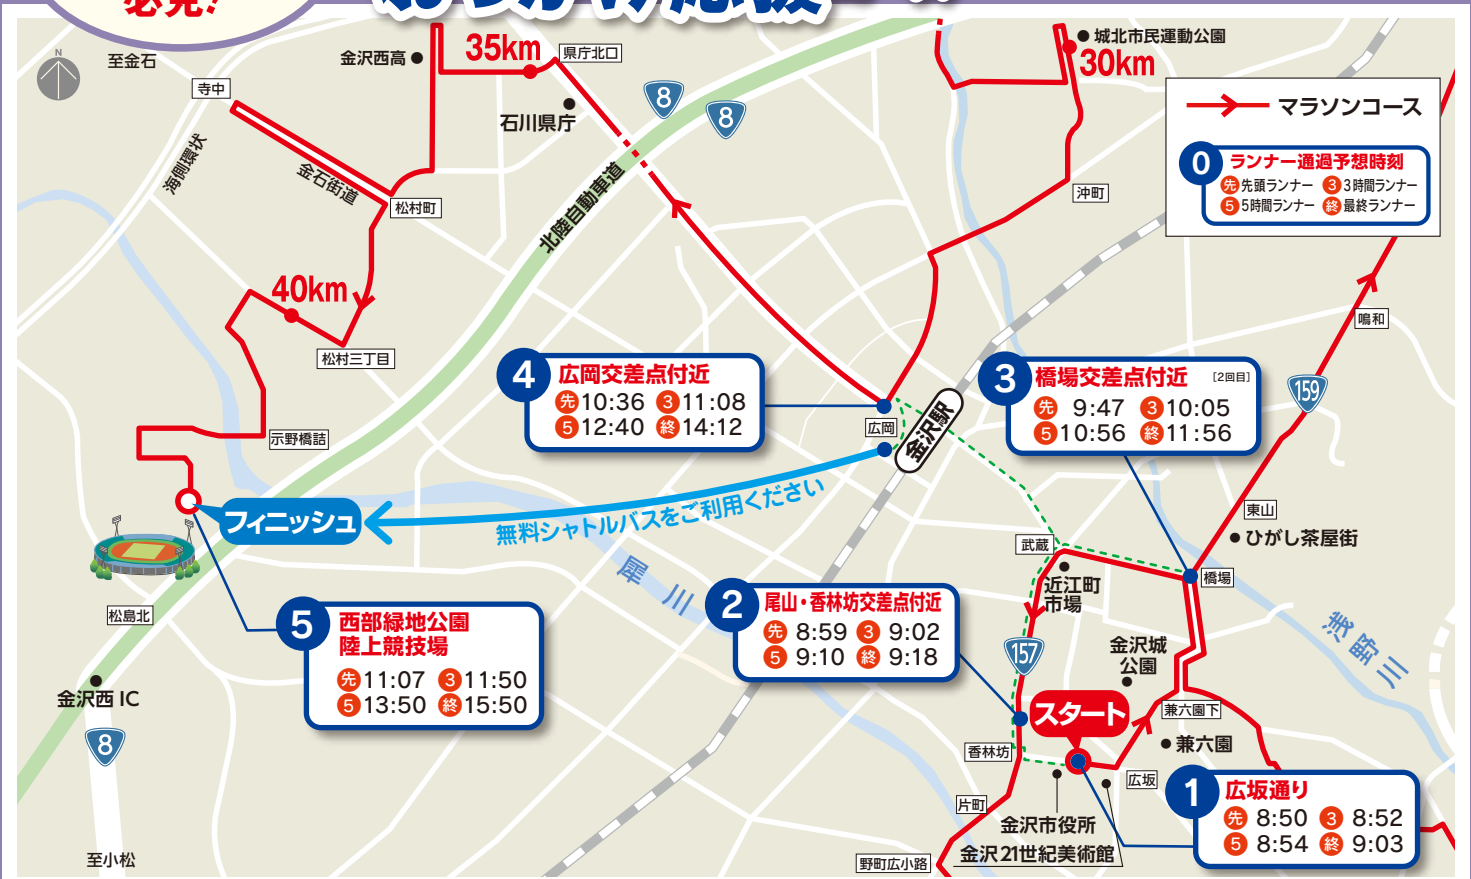 必見!
おっかけ応援
N
至金石
金沢西高
35km
県庁北口
城北市民運動公園
30km
寺中
石川県庁
8
8
マラソンコース
0
ランナー通過予想時刻
先 先頭ランナー 3 3時間ランナー
5 5時間ランナー 終 最終ランナー
海側環状
金石街道
松村町
北陸自動車道
沖町
40km
松村三丁目
鳴和
4
広岡交差点付近
先 10:36 3 11:08
5 12:40 終 14:12
3
橋場交差点付近 [2回目]
先 9:47 3 10:05
5 10:56 終 11:56
159
広岡
金沢駅
示野橋詰
フィニッシュ
無料シャトルバスをご利用ください
東山
ひがし茶屋街
武蔵
近江町
市場
橋場
犀川
浅野川
松島北
5
西部緑地公園
陸上競技場
先 11:07 3 11:50
5 13:50 終 15:50
2
尾山・香林坊交差点付近
先 8:59 3 9:02
5 9:10 終 9:18
157
金沢城
公園
金沢西 IC
8
スタート
兼六園下
兼六園
香林坊
広坂
1
広坂通り
先 8:50 3 8:52
5 8:54 終 9:03
片町
金沢市役所
金沢21世紀美術館
野町広小路
至小松